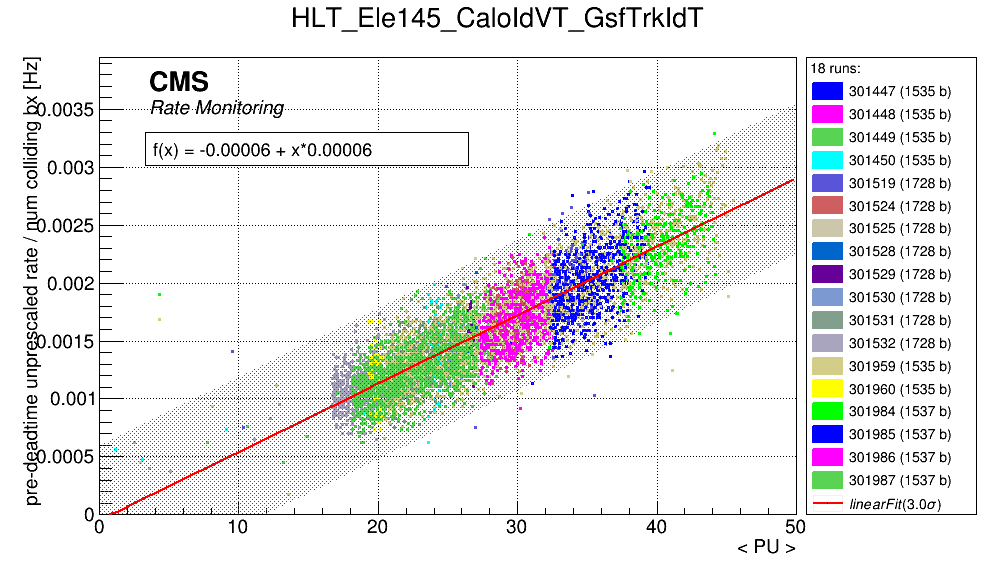 HLT_Ele145_CaloIdVT_GsfTrkIdT
pre-deadtime unprescaled rate / num colliding bx [Hz]
CMS
Rate Monitoring
f(x) = -0.00006 + x*0.00006
0.0035
0.003
0.0025
0.002
0.0015
0.001
0.0005
0
0 10 20 30 40 50
< PU >
18 runs:
301447 (1535 b)
301448 (1535 b)
301449 (1535 b)
301450 (1535 b)
301519 (1728 b)
301524 (1728 b)
301525 (1728 b)
301528 (1728 b)
301529 (1728 b)
301530 (1728 b)
301531 (1728 b)
301532 (1728 b)
301959 (1535 b)
301960 (1535 b)
301984 (1537 b)
301985 (1537 b)
301986 (1537 b)
301987 (1537 b)
linearFit(3.0σ)